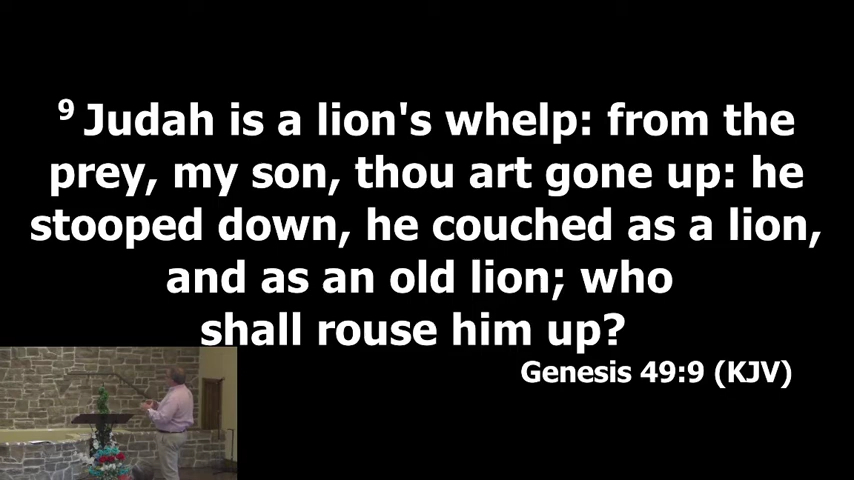 9 Judah is a lion's whelp: from the
prey, my son, thou art gone up: he
stooped down, he couched as a lion,
and as an old lion; who
shall rouse him up?
Genesis 49:9 (KJV)